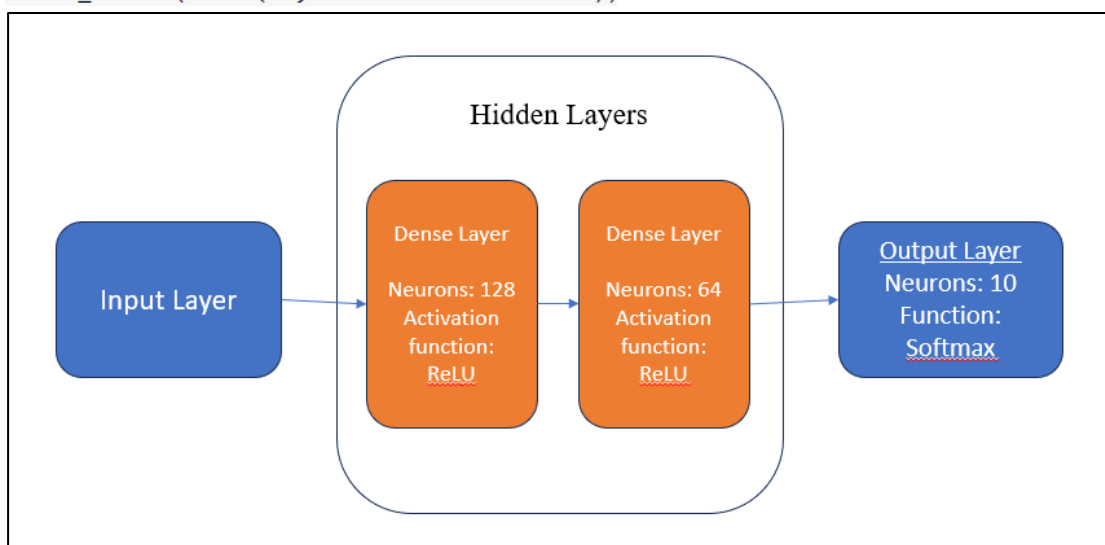 Hidden Layers
Input Layer
Dense Layer
Neurons: 128
Activation
function:
ReLU
Dense Layer
Neurons: 64
Activation
function:
ReLU
Output Layer
Neurons: 10
Function:
Softmax